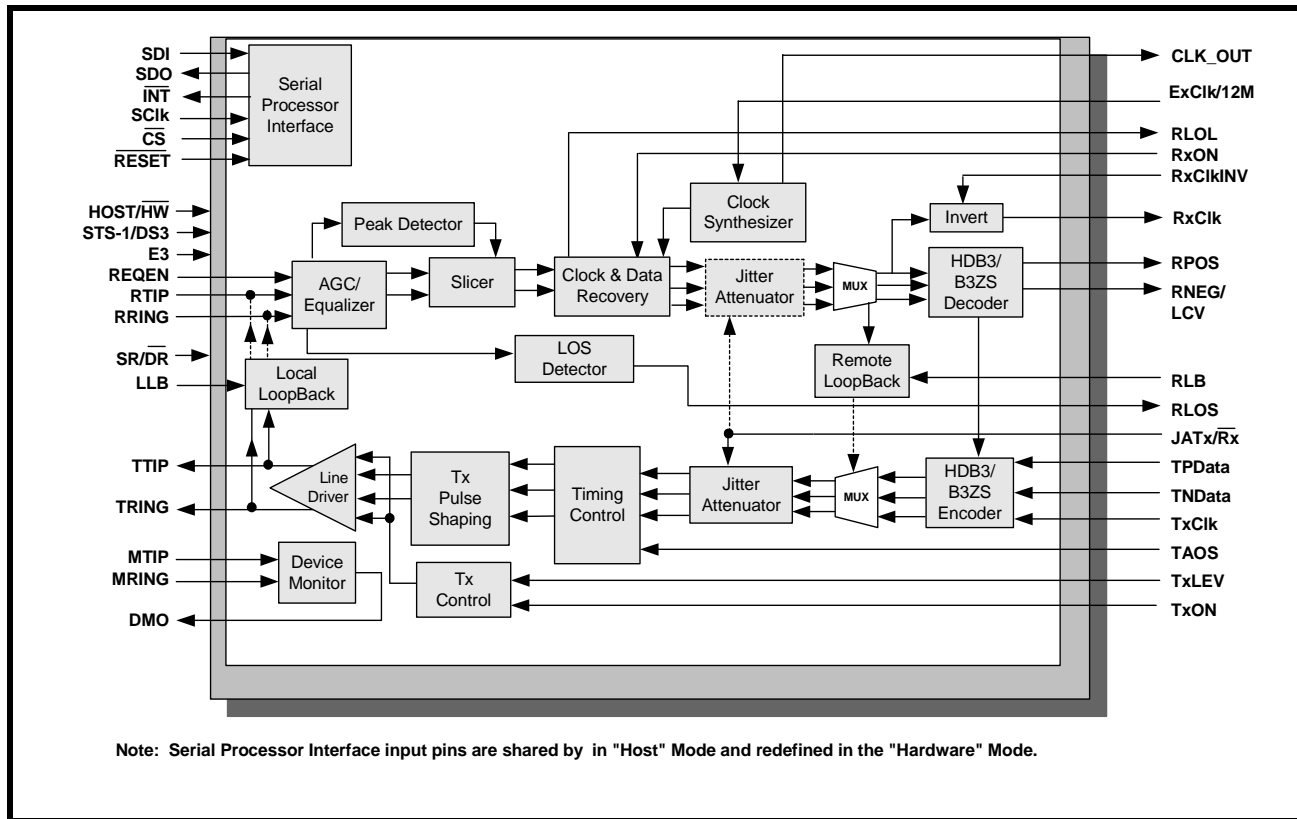 SDI
SDO
INT
SClk
CS
RESET
HOST/HW
STS-1/DS3
E3
REQEN
RTIP
RRING
SR/DR
LLB
TTIP
TRING
MTIP
MRING
DMO
Serial
Processor
Interface
Peak Detector
AGC/
Equalizer
Slicer
Clock & Data
Recovery
Clock
Synthesizer
Jitter
Attenuator
MUX
Invert
HDB3/
B3ZS
Decoder
LOS
Detector
Remote
LoopBack
Local
LoopBack
Line
Driver
Tx
Pulse
Shaping
Timing
Control
Jitter
Attenuator
MUX
HDB3/
B3ZS
Encoder
Device
Monitor
Tx
Control
CLK_OUT
ExClk/12M
RLOL
RxON
RxClkINV
RxClk
RPOS
RNEG/
LCV
RLB
RLOS
JATx/Rx
TPData
TNData
TxClk
TAOS
TxLEV
TxON
Note: Serial Processor Interface input pins are shared by in "Host" Mode and redefined in the "Hardware" Mode.